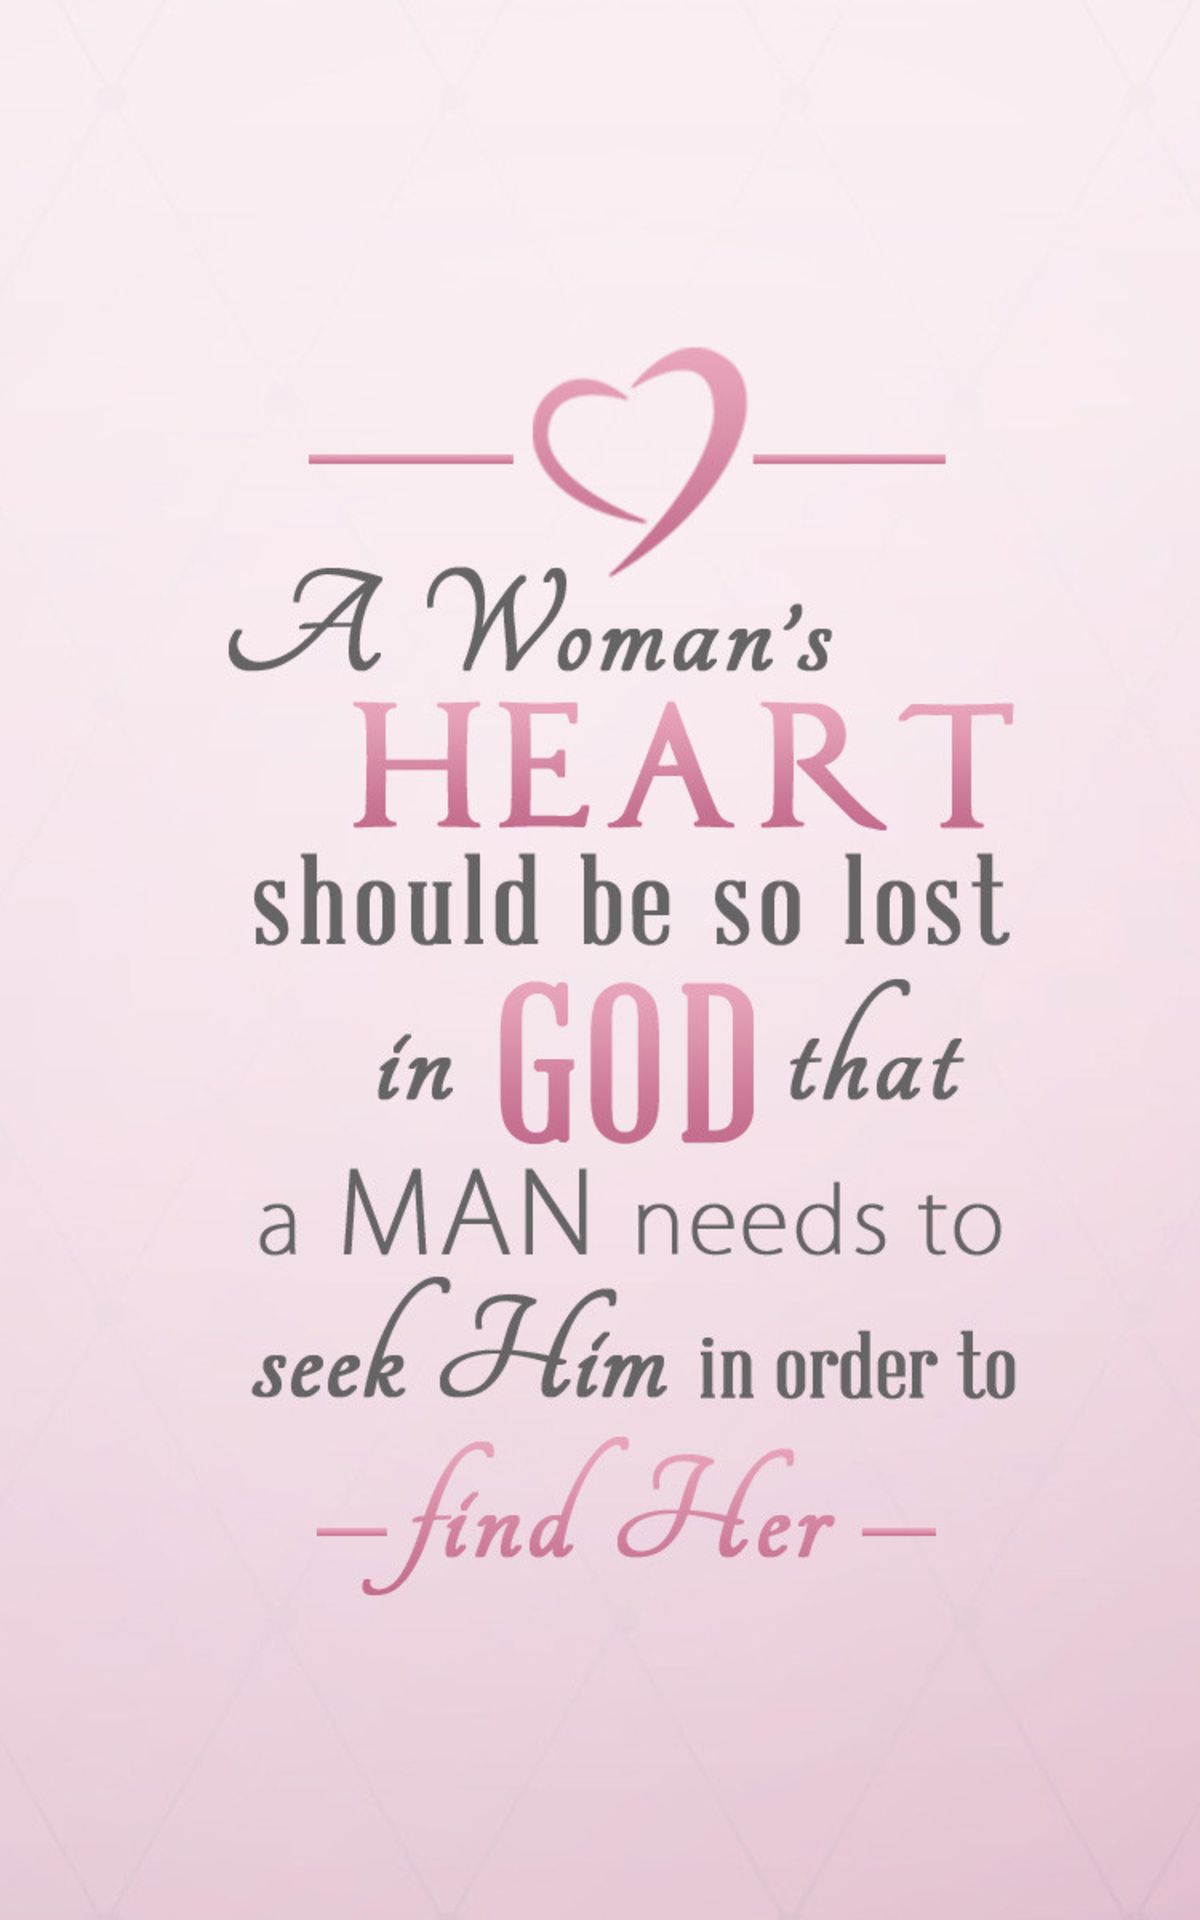 A Woman's
HEART
should be so lost
in GOD that
a MAN needs to
seek Him in order to
find Her